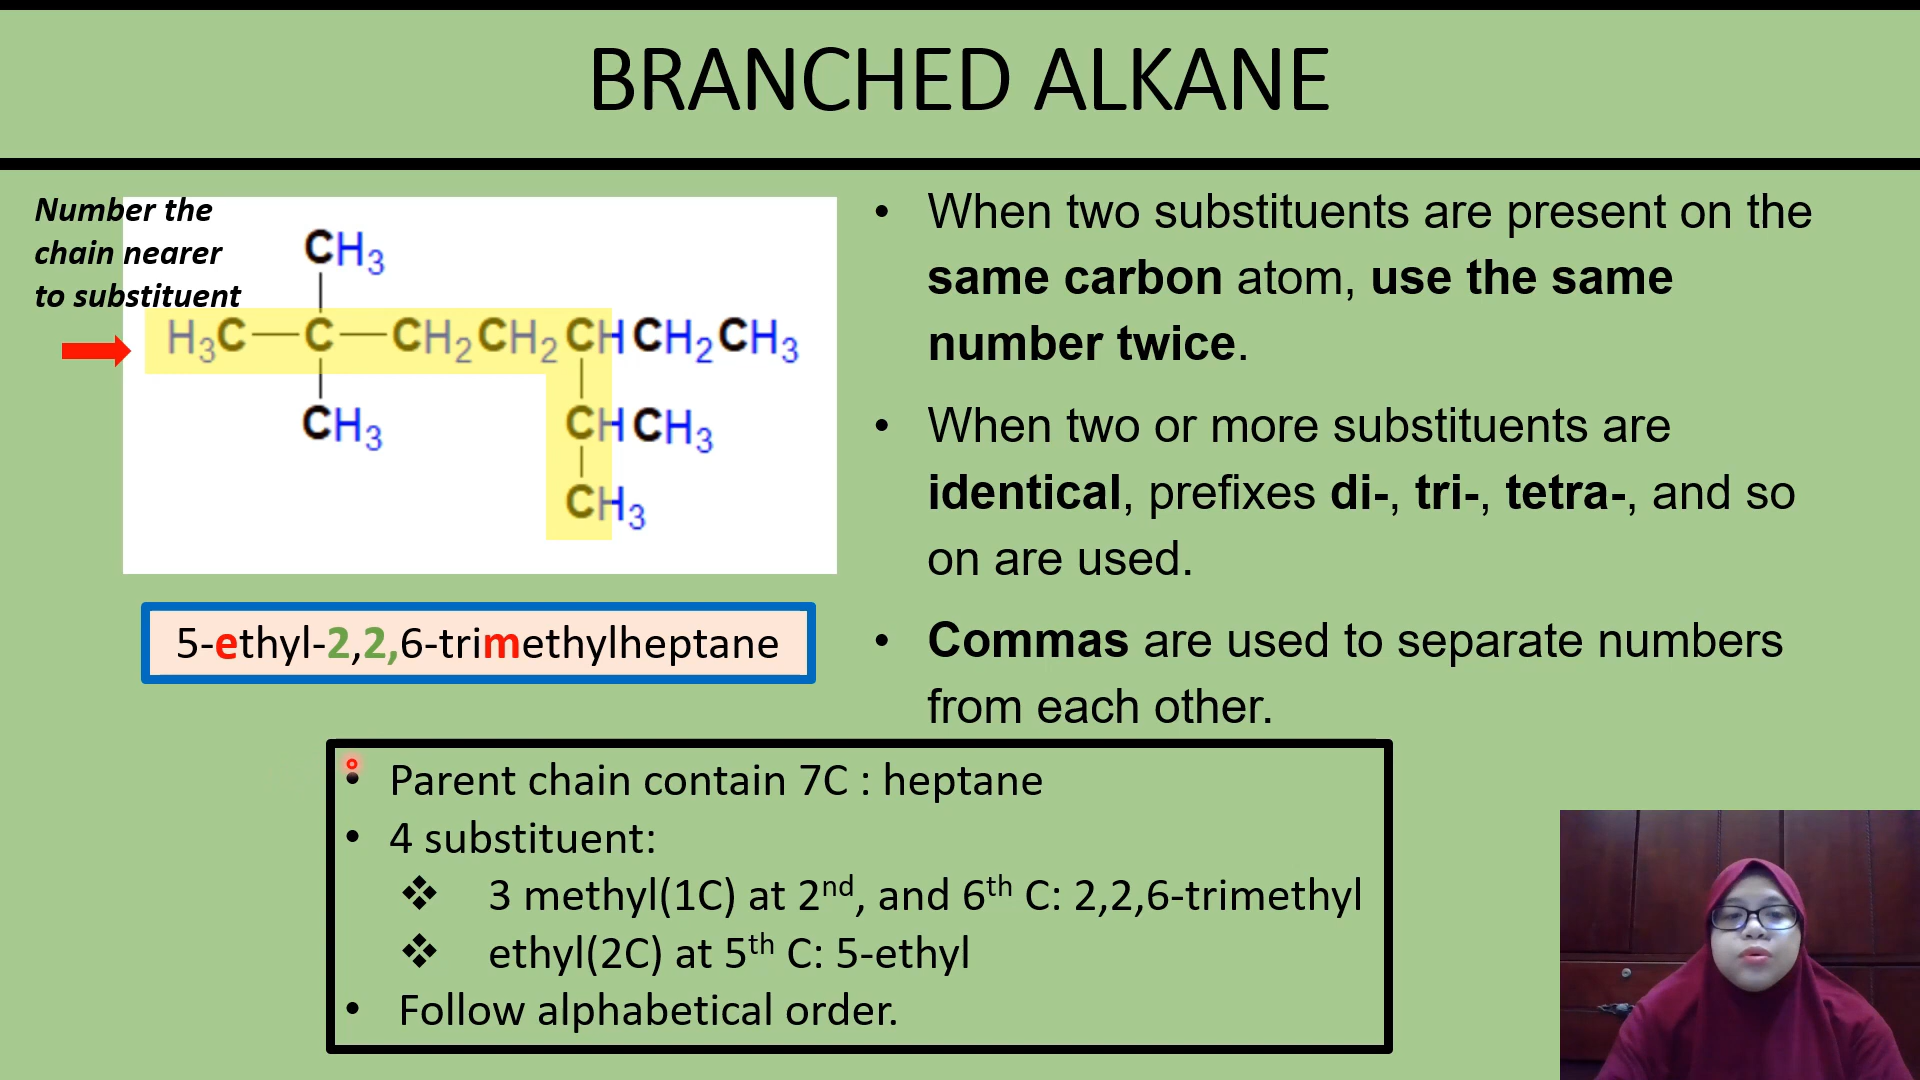 BRANCHED ALKANE
Number the
chain nearer
to substituent
CH₃
H₃C—C—CH₂CH₂CHCH₂CH₃
CH₃
CHCH₃
CH₃
5-ethyl-2,2,6-trimethylheptane
• When two substituents are present on the
same carbon atom, use the same
number twice.
• When two or more substituents are
identical, prefixes di-, tri-, tetra-, and so
on are used.
• Commas are used to separate numbers
from each other.
• Parent chain contain 7C : heptane
• 4 substituent:
❖ 3 methyl(1C) at 2nd, and 6th C: 2,2,6-trimethyl
❖ ethyl(2C) at 5th C: 5-ethyl
• Follow alphabetical order.